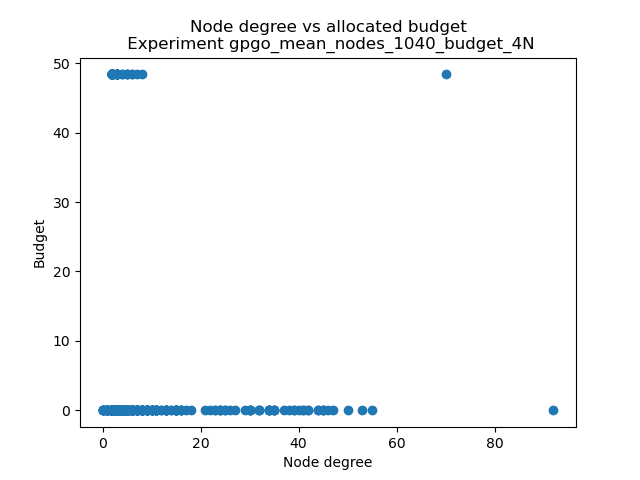 Node degree vs allocated budget
Experiment gpgo_mean_nodes_1040_budget_4N
50
40
30
20
10
0
Budget
0 20 40 60 80
Node degree